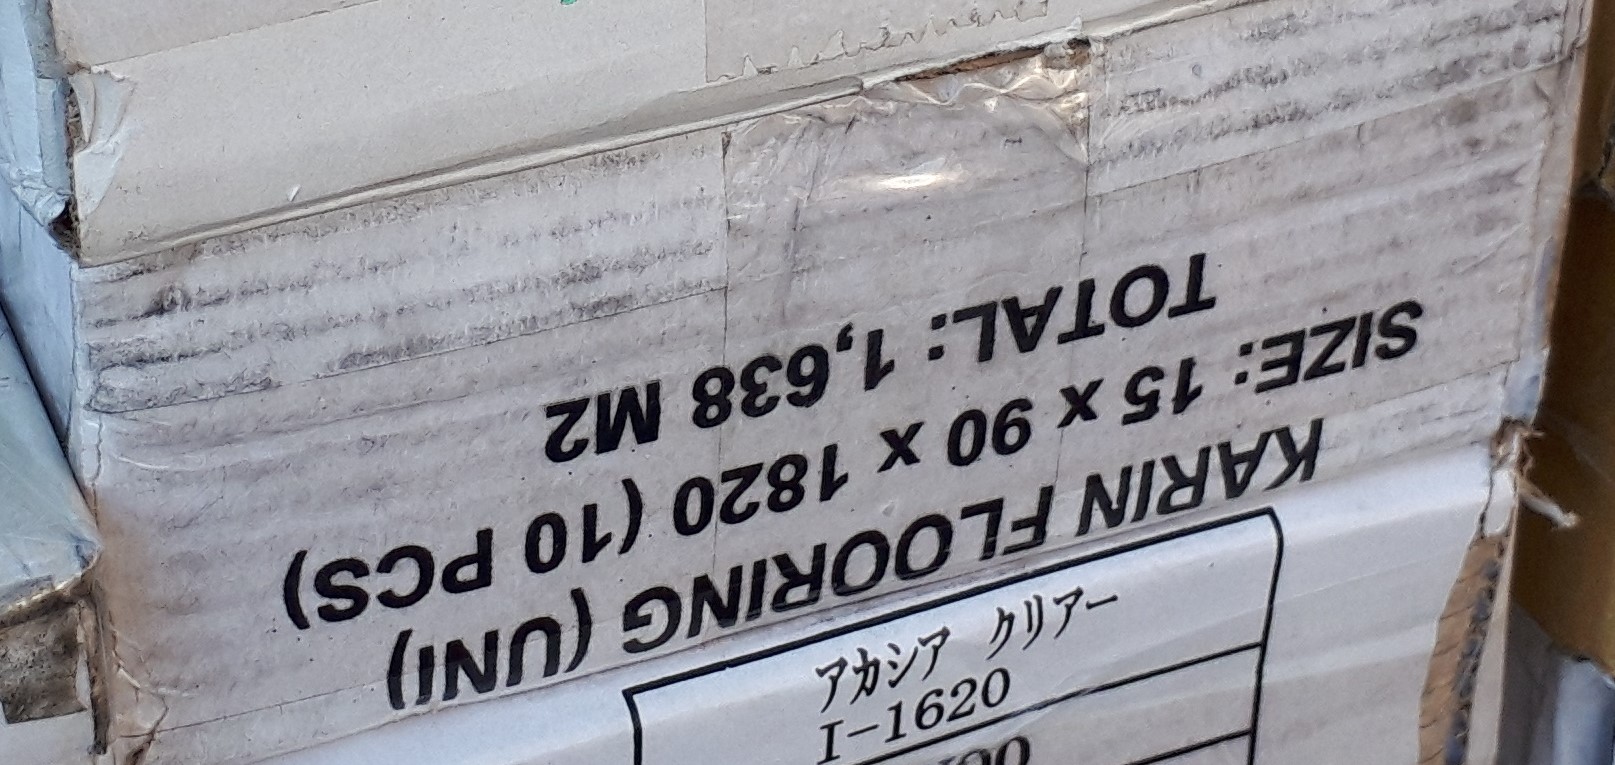 KARIN FLOORING (UNI)
SIZE: 15 x 90 x 1820 (10 PCS)
TOTAL: 1,638 M2
アカシア クリアー
I-1620